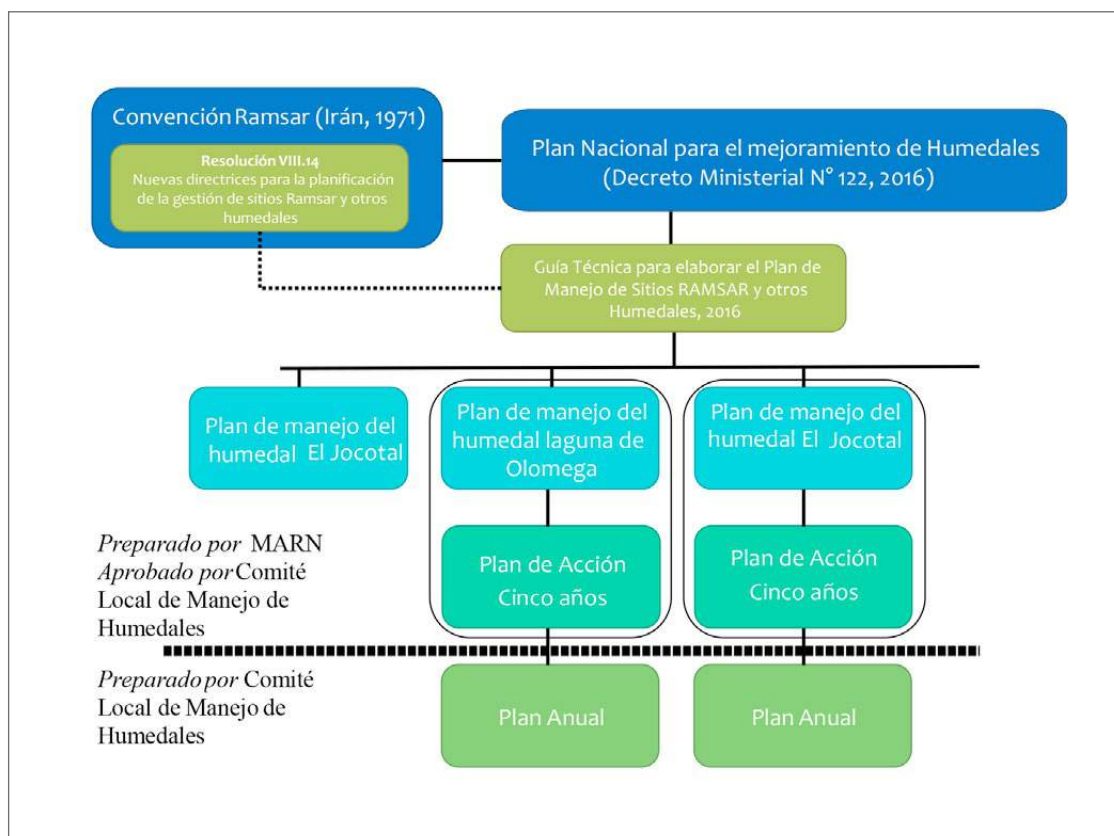 Convención Ramsar (Irán, 1971)
Resolución VIII.14
Nuevas directrices para la planificación
de la gestión de sitios Ramsar y otros
humedales
Plan Nacional para el mejoramiento de Humedales
(Decreto Ministerial N° 122, 2016)
Guía Técnica para elaborar el Plan de
Manejo de Sitios RAMSAR y otros
Humedales, 2016
Plan de manejo del
humedal El Jocotal
Plan de manejo del
humedal laguna de
Olomega
Plan de manejo del
humedal El Jocotal
Preparado por MARN
Aprobado por Comité
Local de Manejo de
Humedales
Plan de Acción
Cinco años
Plan de Acción
Cinco años
Preparado por Comité
Local de Manejo de
Humedales
Plan Anual
Plan Anual